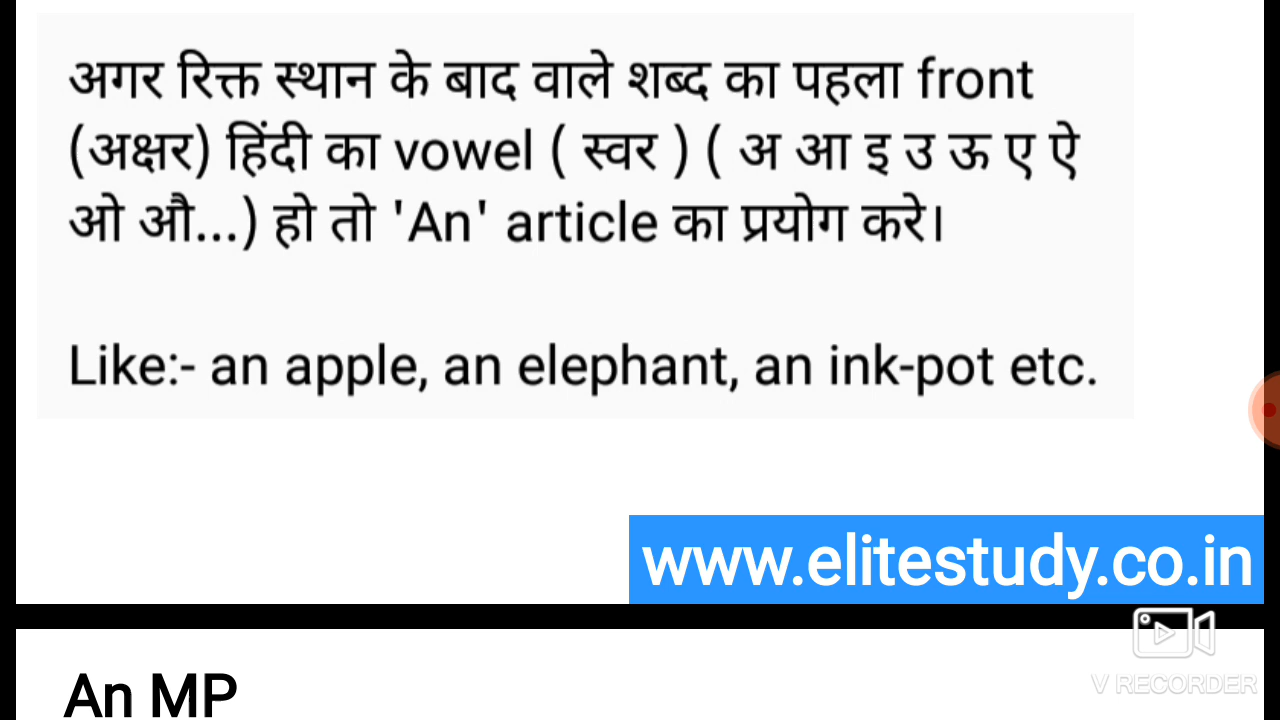 अगर रिक्त स्थान के बाद वाले शब्द का पहला front
(अक्षर) हिंदी का vowel ( स्वर ) ( अ आ इ उ ऊ ए ऐ
ओ औ...) हो तो 'An' article का प्रयोग करे।
Like:- an apple, an elephant, an ink-pot etc.
www.elitestudy.co.in
V RECORDER
An MP